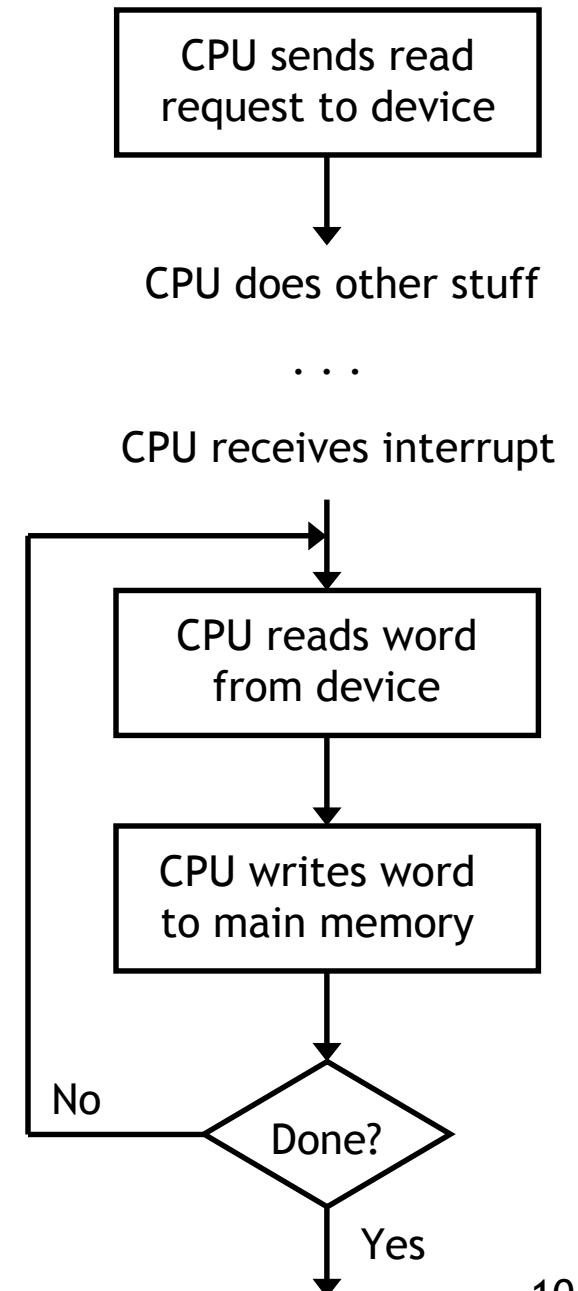 CPU sends read
request to device
CPU does other stuff
. . .
CPU receives interrupt
CPU reads word
from device
CPU writes word
to main memory
No
Done?
Yes
10